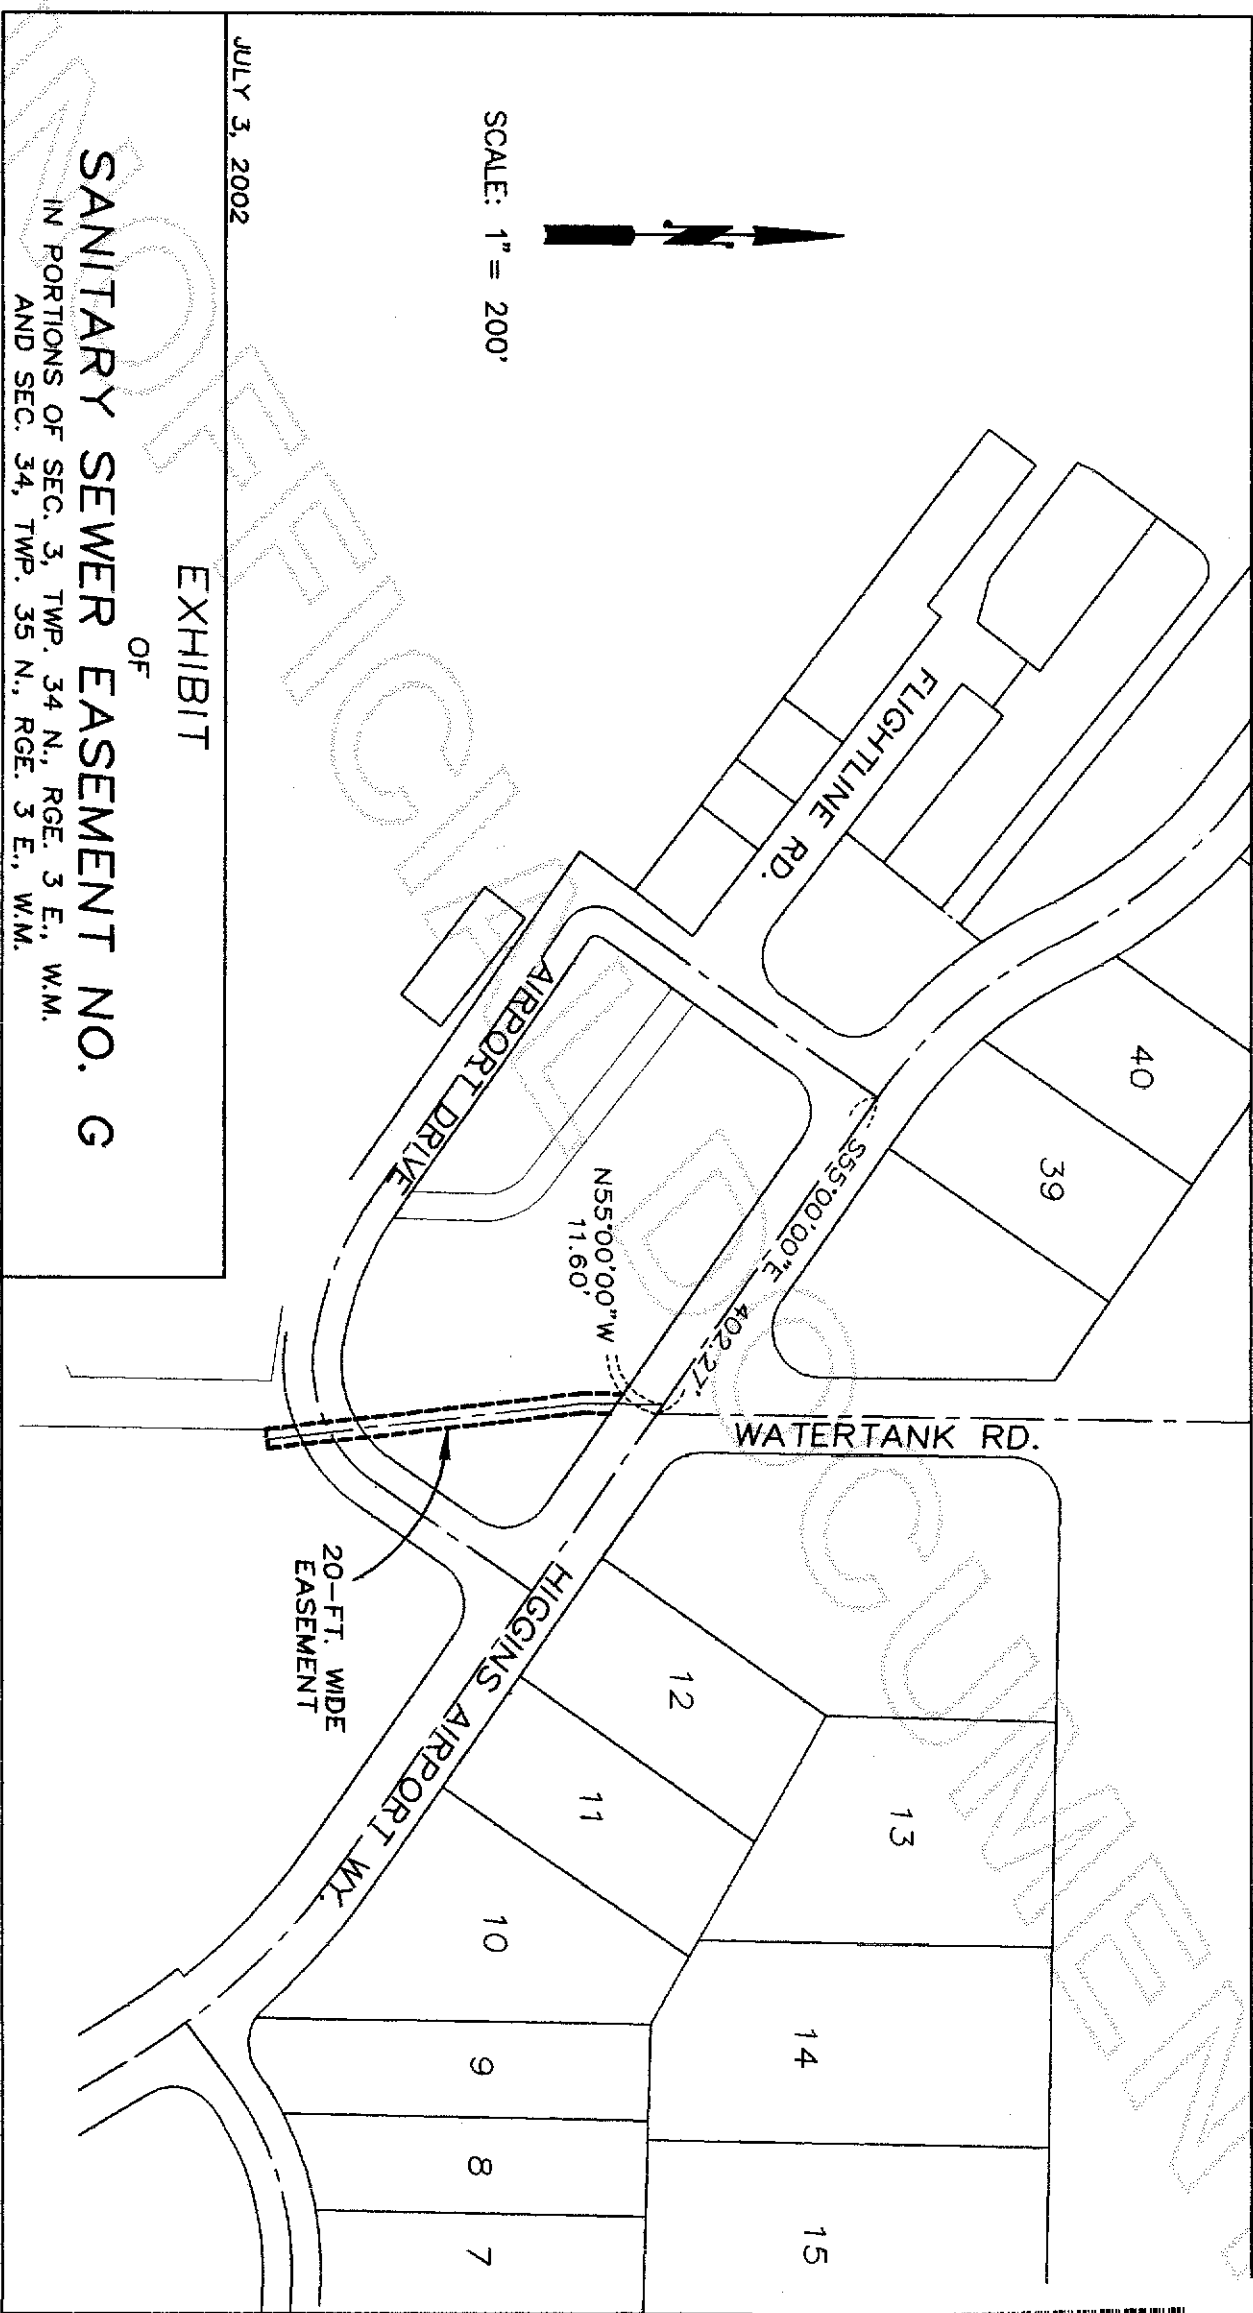 40
39
FLIGHTLINE RD.
S55°00'00"E 402.27'
N55°00'00"W
11.60'
WATERTANK RD.
AIRPORT DRIVE
HIGGINS AIRPORT WY.
20-FT. WIDE
EASEMENT
12
11
10
9
8
7
13
14
15
SCALE: 1" = 200'
JULY 3, 2002
EXHIBIT
OF
SANITARY SEWER EASEMENT NO. G
IN PORTIONS OF SEC. 3, TWP. 34 N., RGE. 3 E., W.M.
AND SEC. 34, TWP. 35 N., RGE. 3 E., W.M.
UNOFFICIAL DOCUMENT